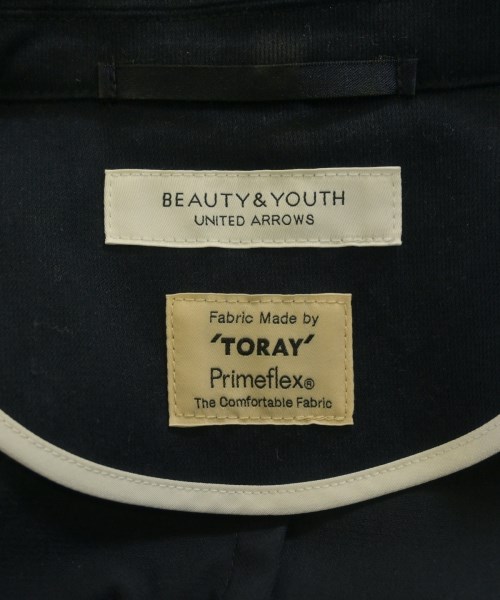 BEAUTY&YOUTH
UNITED ARROWS
Fabric Made by
'TORAY'
Primeflex®
The Comfortable Fabric